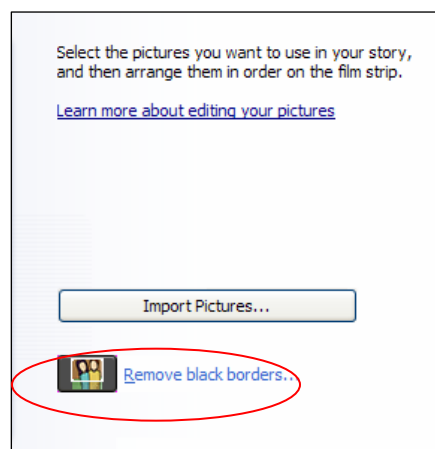 Select the pictures you want to use in your story,
and then arrange them in order on the film strip.
Learn more about editing your pictures
Import Pictures...
Remove black borders...